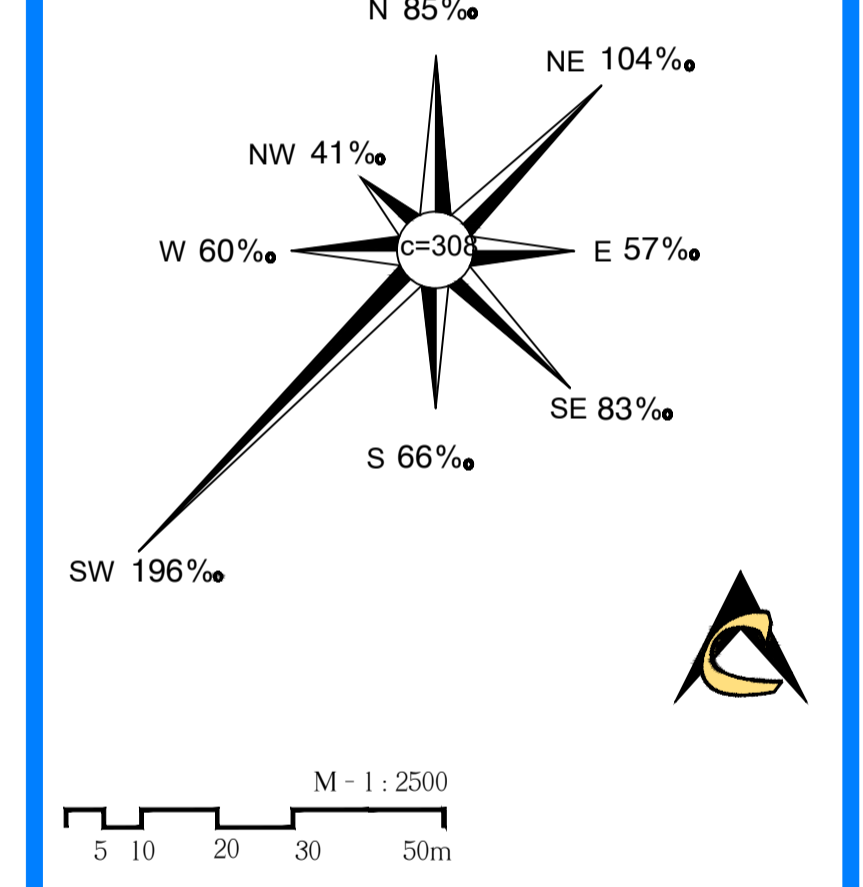 N 85‰
NE 104‰
NW 41‰
c=308
W 60‰
E 57‰
SE 83‰
S 66‰
SW 196‰
M - 1 : 2500
5 10 20 30 50m